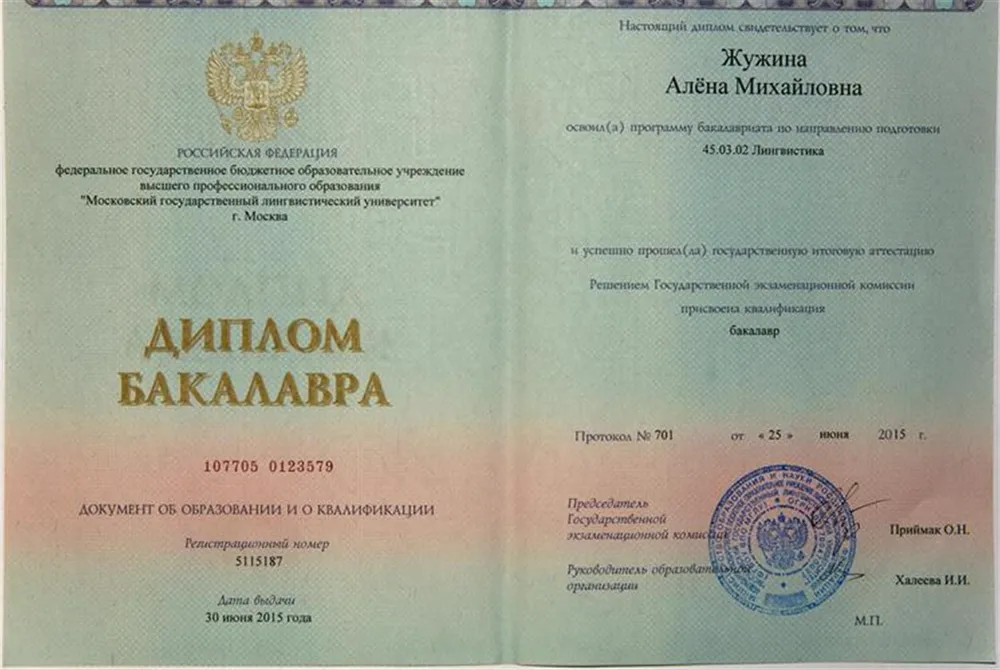 РОССИЙСКАЯ ФЕДЕРАЦИЯ
федеральное государственное бюджетное образовательное учреждение
высшего профессионального образования
"Московский государственный лингвистический университет"
г. Москва
ДИПЛОМ
БАКАЛАВРА
107705 0123579
ДОКУМЕНТ ОБ ОБРАЗОВАНИИ И О КВАЛИФИКАЦИИ
Регистрационный номер
5115187
Дата выдачи
30 июня 2015 года
Настоящий диплом свидетельствует о том, что
Жужина
Алёна Михайловна
освоил(а) программу бакалавриата по направлению подготовки
45.03.02 Лингвистика
и успешно прошел(ла) государственную итоговую аттестацию
Решением Государственной экзаменационной комиссии
присвоена квалификация
бакалавр
Протокол № 701 от « 25 » июня 2015 г.
Председатель
Государственной
экзаменационной комиссии Приймак О.Н.
Руководитель образовательной
организации Халеева И.И.
М.П.